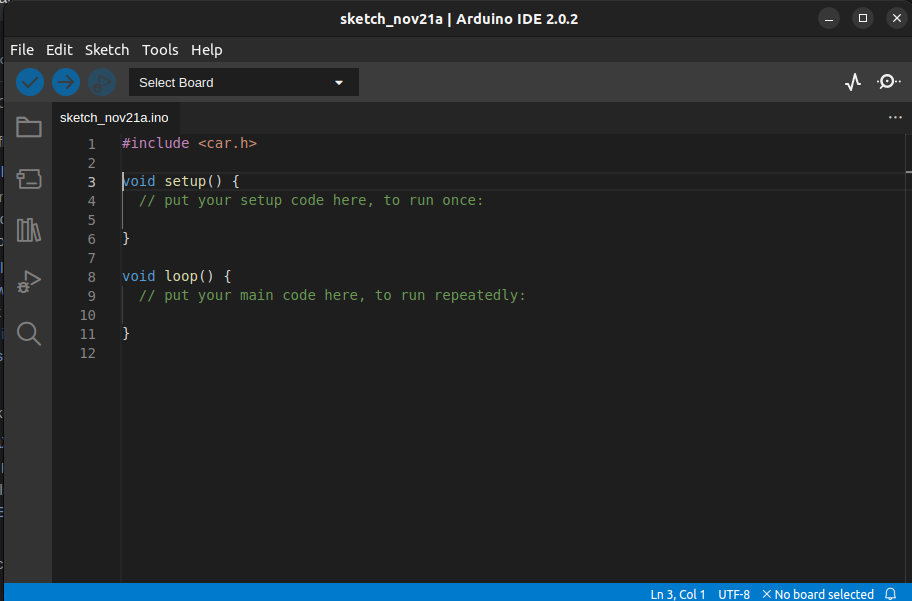 sketch_nov21a | Arduino IDE 2.0.2
File Edit Sketch Tools Help
Select Board
sketch_nov21a.ino
1 #include <car.h>
2
3 void setup() {
4 // put your setup code here, to run once:
5
6 }
7
8 void loop() {
9 // put your main code here, to run repeatedly:
10
11 }
12
Ln 3, Col 1 UTF-8 No board selected